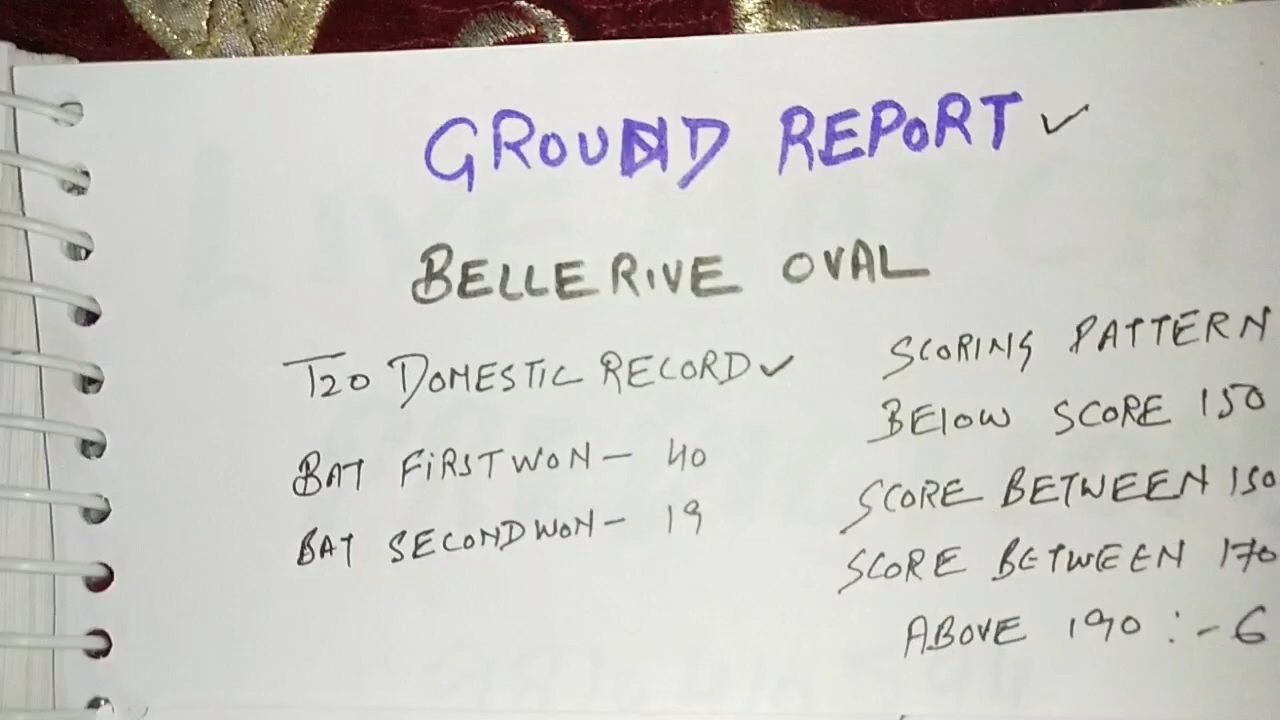 GROUND REPORT ✓
BELLERIVE OVAL
T20 DOMESTIC RECORD ✓
BAT FIRST WON - 40
BAT SECOND WON - 19
SCORING PATTERN
BELOW SCORE 150
SCORE BETWEEN 150
SCORE BETWEEN 170
ABOVE 190 :- 6